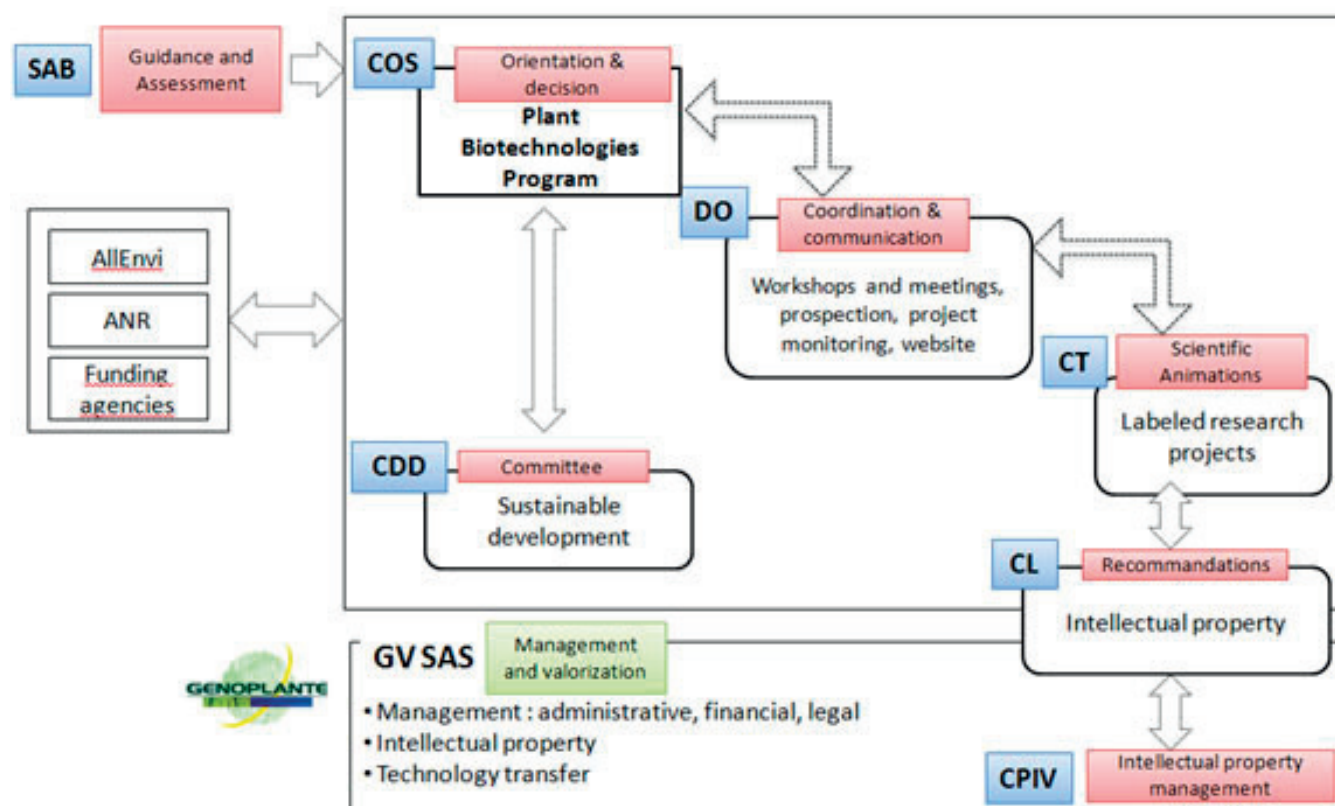 SAB
Guidance and
Assessment
COS
Orientation &
decision
Plant
Biotechnologies
Program
DO
Coordination &
communication
Workshops and meetings,
prospection, project
monitoring, website
AllEnvi
ANR
Funding
agencies
CT
Scientific
Animations
Labeled research
projects
CDD
Committee
Sustainable
development
CL
Recommandations
Intellectual property
GENOPLANTE
GV SAS
Management
and valorization
• Management : administrative, financial, legal
• Intellectual property
• Technology transfer
CPIV
Intellectual property
management